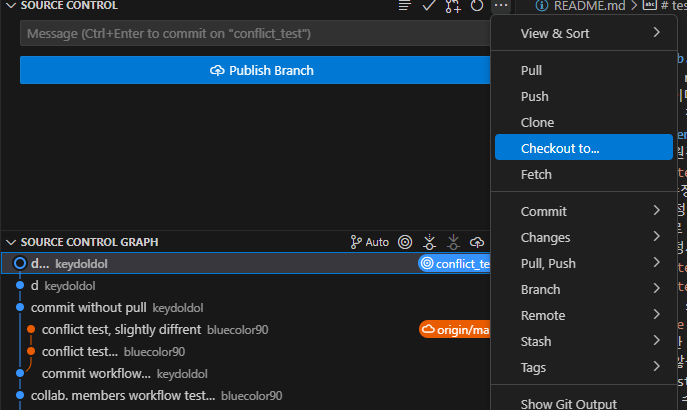 SOURCE CONTROL
README.md
Message (Ctrl+Enter to commit on "conflict_test")
Publish Branch
View & Sort
Pull
Push
Clone
Checkout to...
Fetch
Commit
Changes
Pull, Push
Branch
Remote
Stash
Tags
Show Git Output
SOURCE CONTROL GRAPH
Auto
d... keydoldol
conflict_te
d keydoldol
commit without pull keydoldol
conflict test, slightly diffrent bluecolor90
origin/ma
conflict test... bluecolor90
commit workflow... keydoldol
collab. members workflow test... bluecolor90